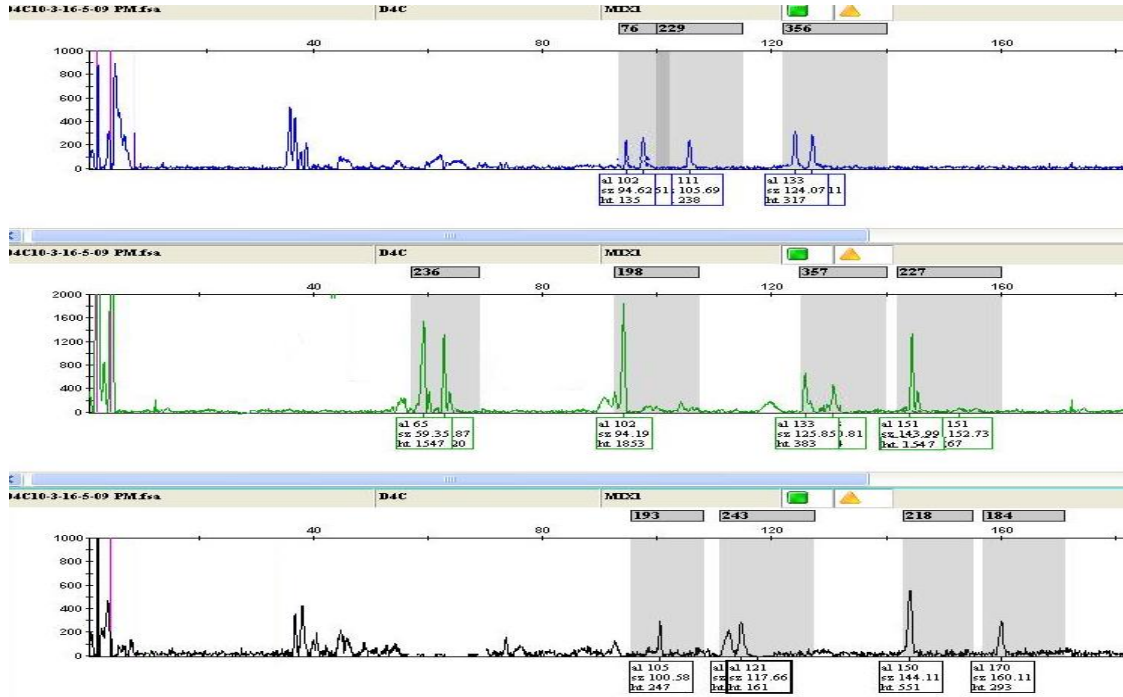 D4C10-3-16-5-09 PM.fsa D4C MIX1
76 229 356
40 80 120 160
1000
800
600
400
200
0
al 102 111 al 133
sz 94.62 51 105.69 sz 124.07 11
ht 135 238 ht 317
D4C10-3-16-5-09 PM.fsa D4C MIX1
236 198 357 227
40 80 120 160
2000
1600
1200
800
400
0
al 65 al 102 al 133 al 151 151
sz 59.35 .87 sz 94.19 sz 125.85 .81 sz 143.99 152.73
ht 1547 20 ht 1853 ht 383 ht 1547 67
D4C10-3-16-5-09 PM.fsa D4C MIX1
193 243 218 184
40 80 120 160
1000
800
600
400
200
0
al 105 al 121 al 150 al 170
sz 100.58 sz 117.66 sz 144.11 sz 160.11
ht 247 ht 161 ht 551 ht 293